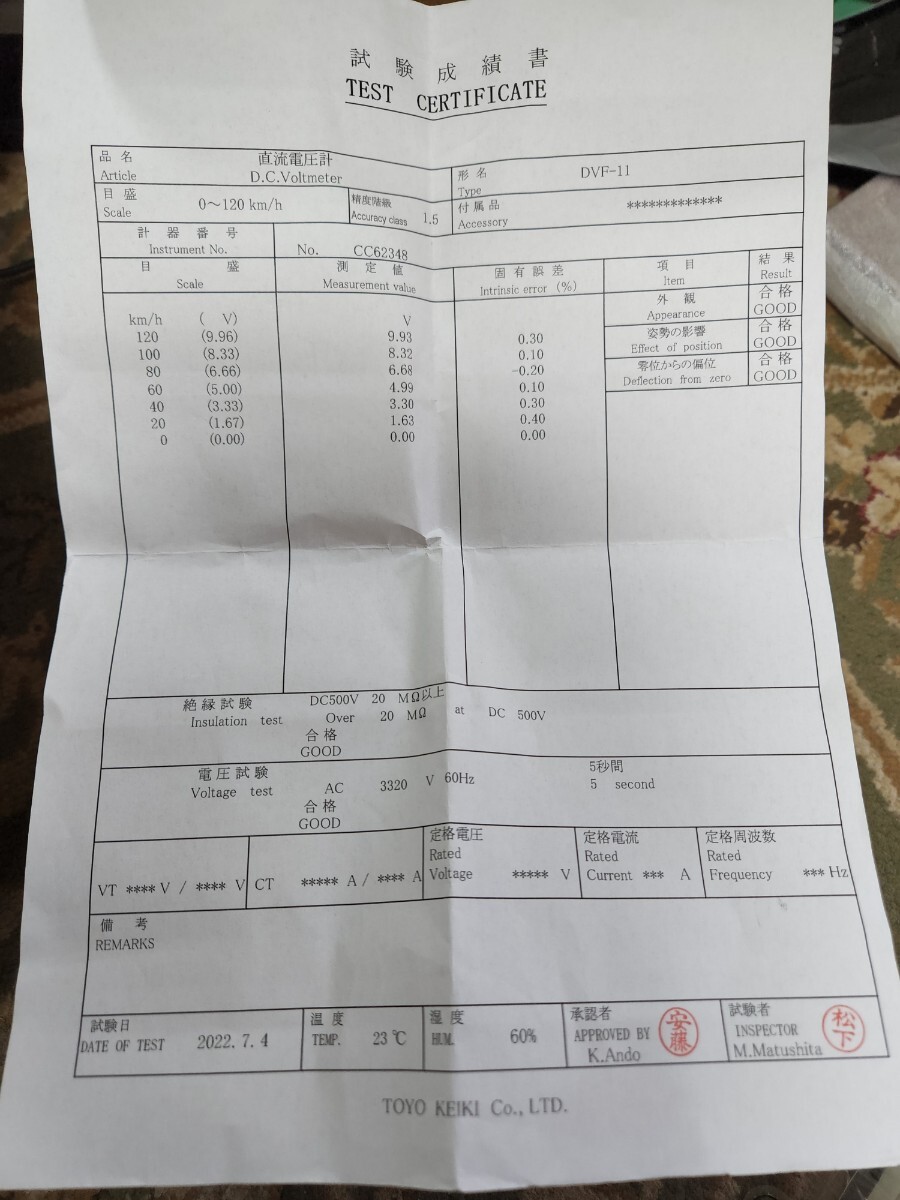 試験成績書
TEST CERTIFICATE
品名 直流電圧計
Article D.C.Voltmeter
形名 DVF-11
Type
目盛
Scale 0～120 km/h
精度階級
Accuracy class 1.5
付属品 *************
Accessory
計器番号
Instrument No. No. CC62348
目盛
Scale
測定値
Measurement value
固有誤差
Intrinsic error (%)
項目
Item
結果
Result
外観 合格
Appearance GOOD
姿勢の影響 合格
Effect of position GOOD
零位からの偏位 合格
Deflection from zero GOOD
km/h ( V) V
120 (9.96) 9.93 0.30
100 (8.33) 8.32 0.10
80 (6.66) 6.68 -0.20
60 (5.00) 4.99 0.10
40 (3.33) 3.30 0.30
20 (1.67) 1.63 0.40
0 (0.00) 0.00 0.00
絶縁試験 DC500V 20 MΩ以上
Insulation test Over 20 MΩ at DC 500V
合格
GOOD
電圧試験 5秒間
Voltage test AC 3320 V 60Hz 5 second
合格
GOOD
VT **** V / **** V
CT ***** A / **** A
定格電圧
Rated
Voltage ***** V
定格電流
Rated
Current *** A
定格周波数
Rated
Frequency *** Hz
備考
REMARKS
試験日
DATE OF TEST 2022.7.4
温度
TEMP. 23 ℃
湿度
HUM. 60%
承認者
APPROVED BY
K.Ando
安藤
試験者
INSPECTOR
M.Matushita
松下
TOYO KEIKI Co., LTD.